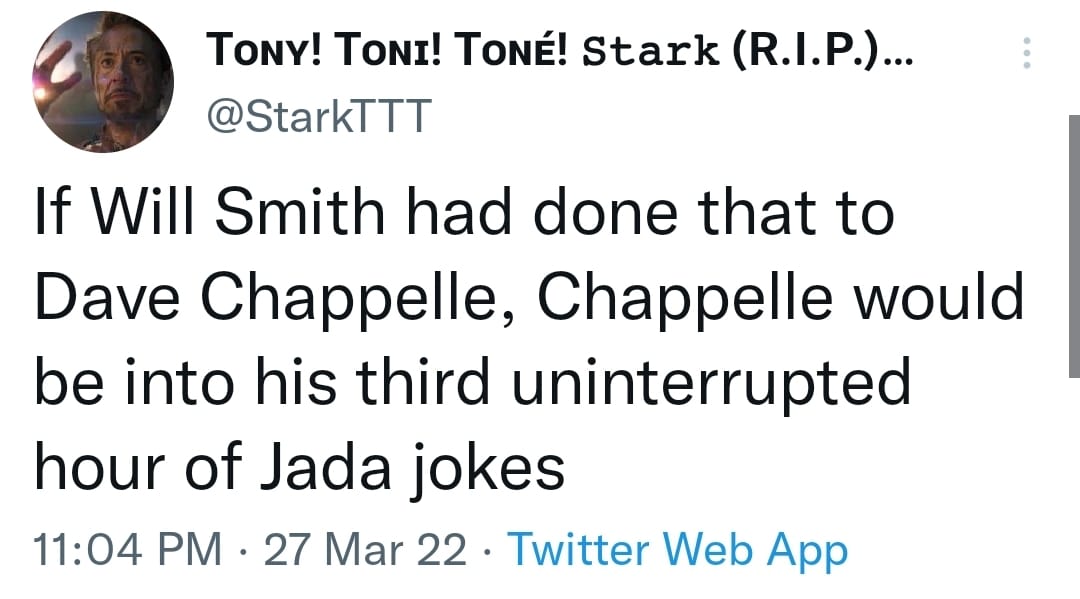 Tony! Toni! Toné! Stark (R.I.P.)...
@StarkTTT
If Will Smith had done that to
Dave Chappelle, Chappelle would
be into his third uninterrupted
hour of Jada jokes
11:04 PM · 27 Mar 22 · Twitter Web App